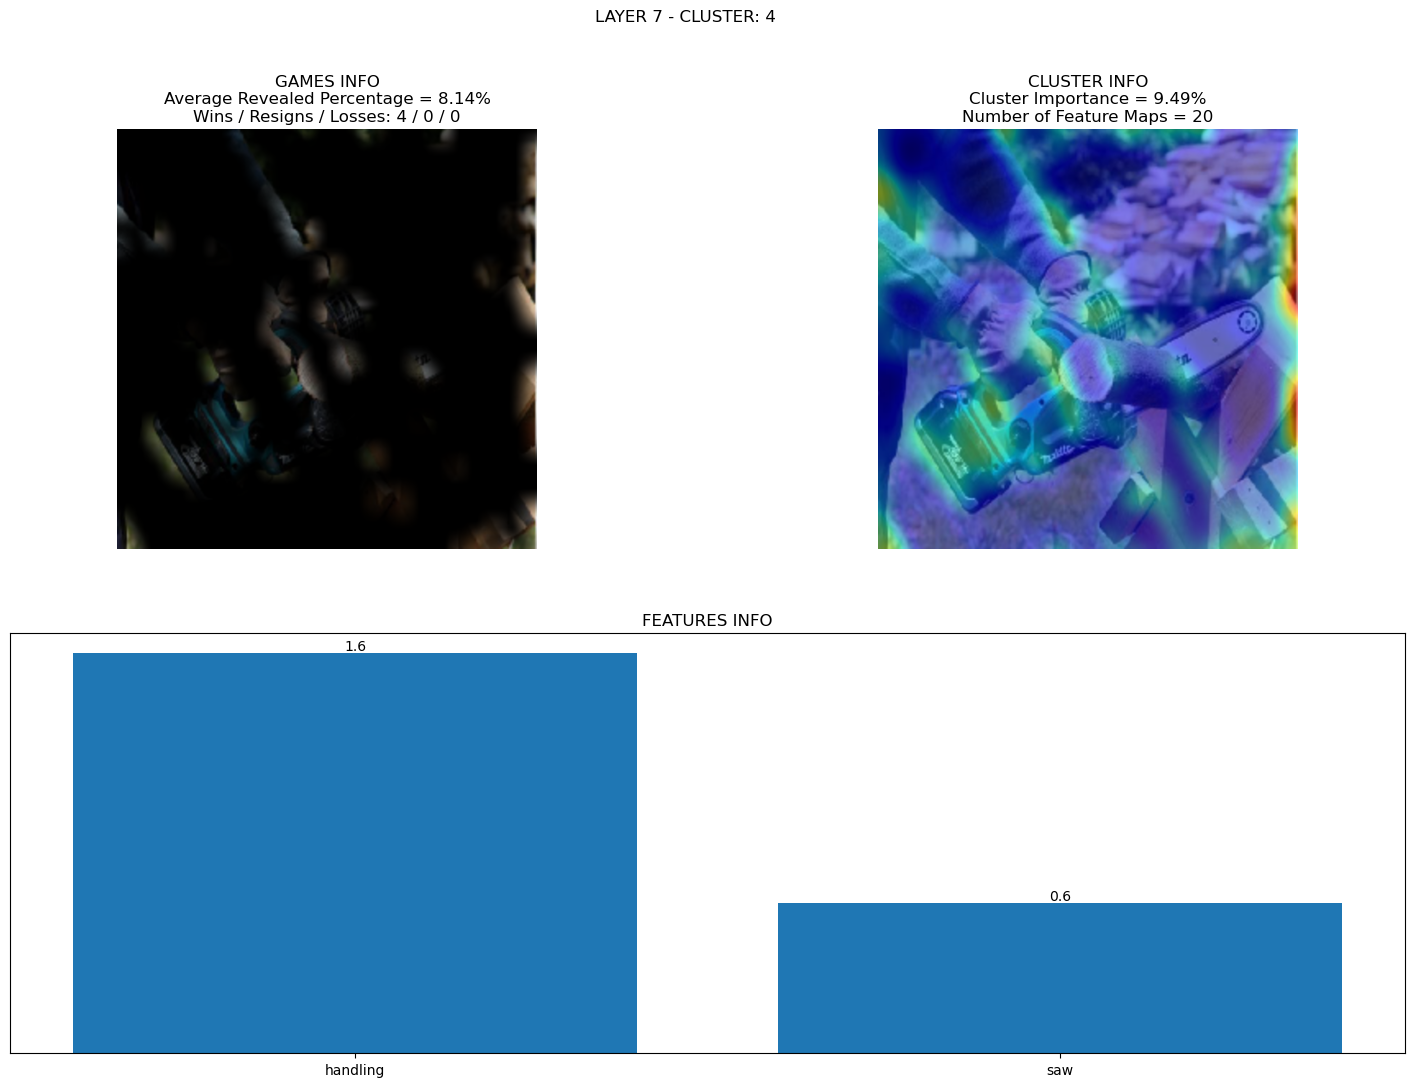 LAYER 7 - CLUSTER: 4
GAMES INFO
Average Revealed Percentage = 8.14%
Wins / Resigns / Losses: 4 / 0 / 0
CLUSTER INFO
Cluster Importance = 9.49%
Number of Feature Maps = 20
FEATURES INFO
1.6
0.6
handling
saw